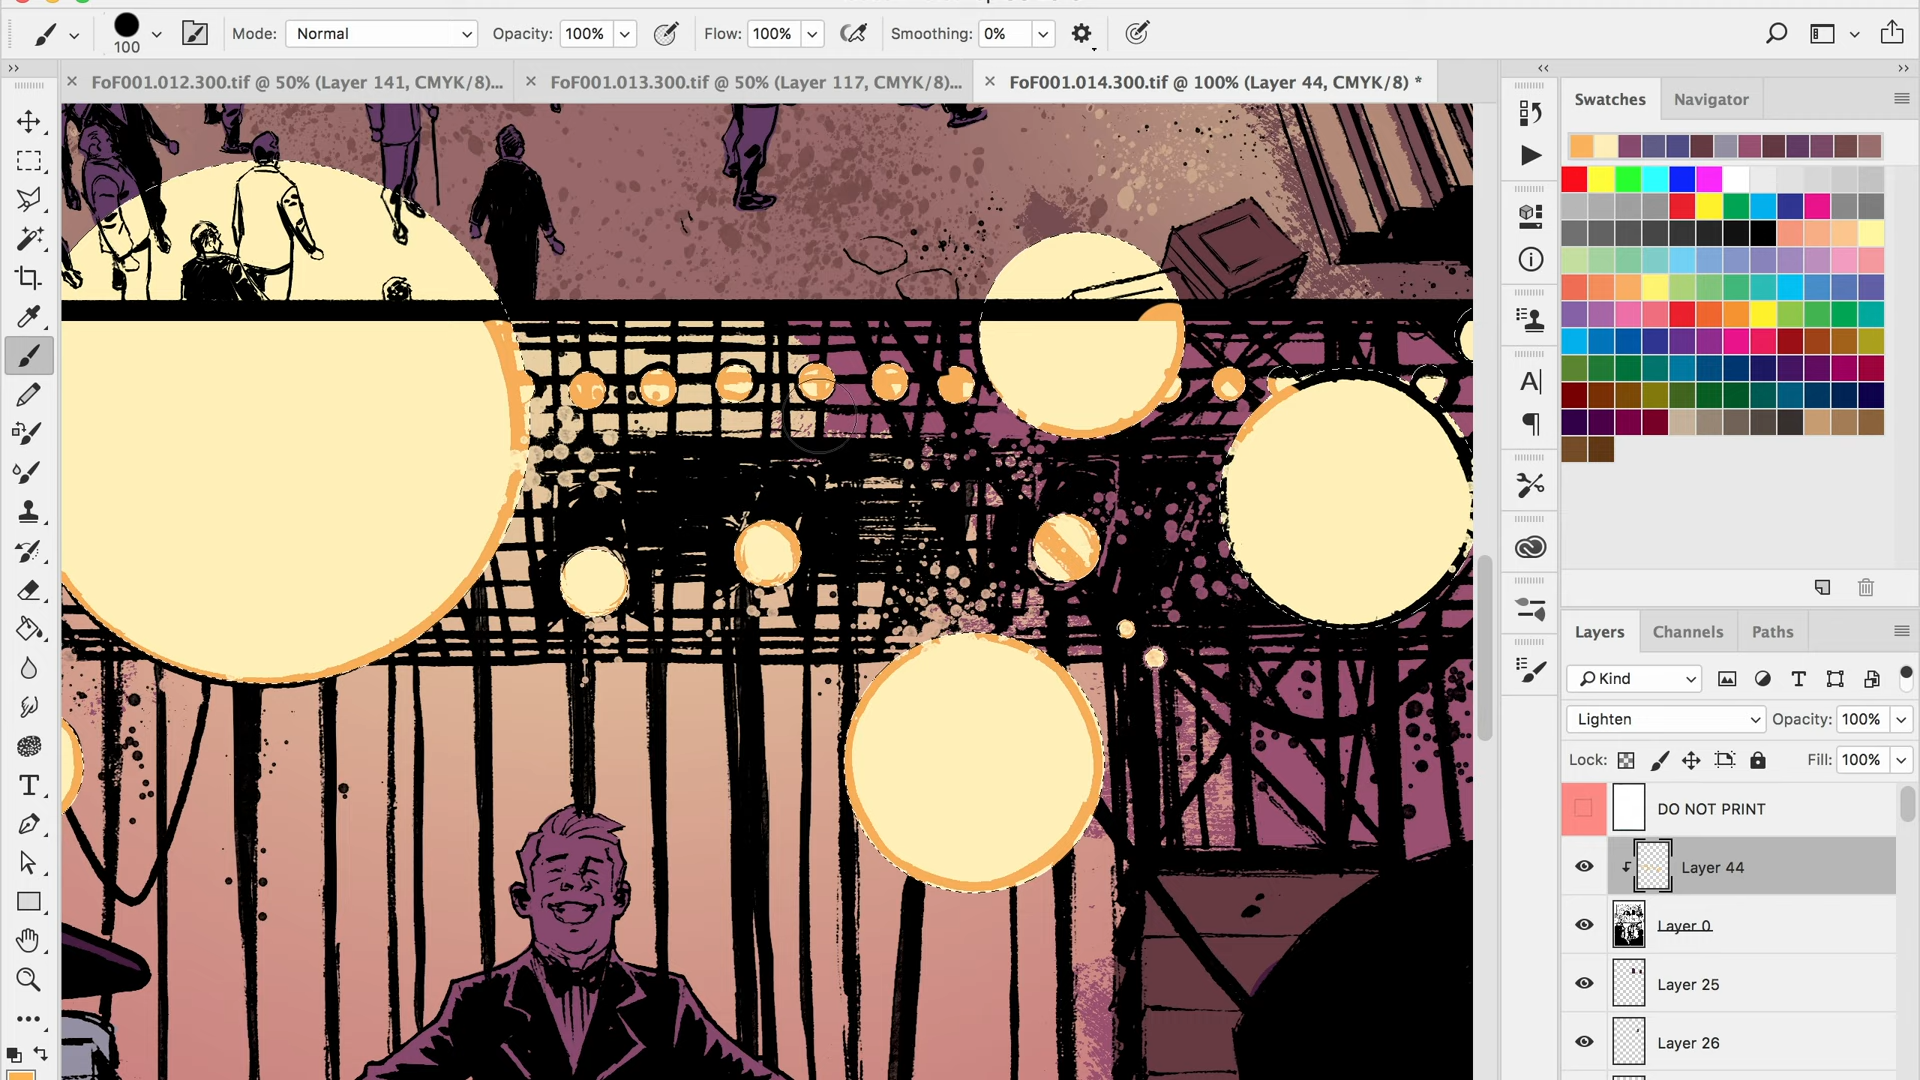 100
Mode: Normal
Opacity: 100%
Flow: 100%
Smoothing: 0%
FoF001.012.300.tif @ 50% (Layer 141, CMYK/8)...
FoF001.013.300.tif @ 50% (Layer 117, CMYK/8)...
FoF001.014.300.tif @ 100% (Layer 44, CMYK/8) *
Swatches
Navigator
Layers
Channels
Paths
Kind
Lighten
Opacity: 100%
Lock:
Fill: 100%
DO NOT PRINT
Layer 44
Layer 0
Layer 25
Layer 26